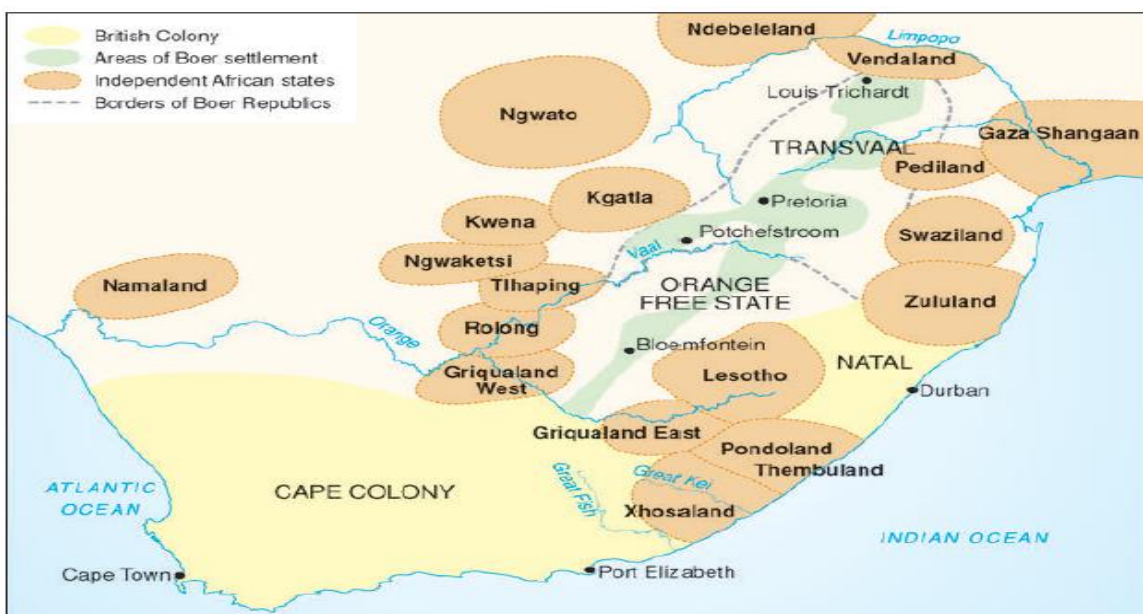 British Colony
Areas of Boer settlement
Independent African states
Borders of Boer Republics
Ndebeleland
Limpopo
Vendaland
Louis Trichardt
Ngwato
Gaza Shangaan
TRANSVAAL
Pediland
Kgatla
Pretoria
Kwena
Potchefstroom
Swaziland
Ngwaketsi
Vaal
Namaland
Tlhaping
ORANGE
FREE STATE
Zululand
Orange
Rolong
Bloemfontein
NATAL
Griqualand
West
Lesotho
Durban
Griqualand East
Pondoland
Thembuland
Great Kei
Great Fish
CAPE COLONY
Xhosaland
ATLANTIC
OCEAN
INDIAN OCEAN
Cape Town
Port Elizabeth